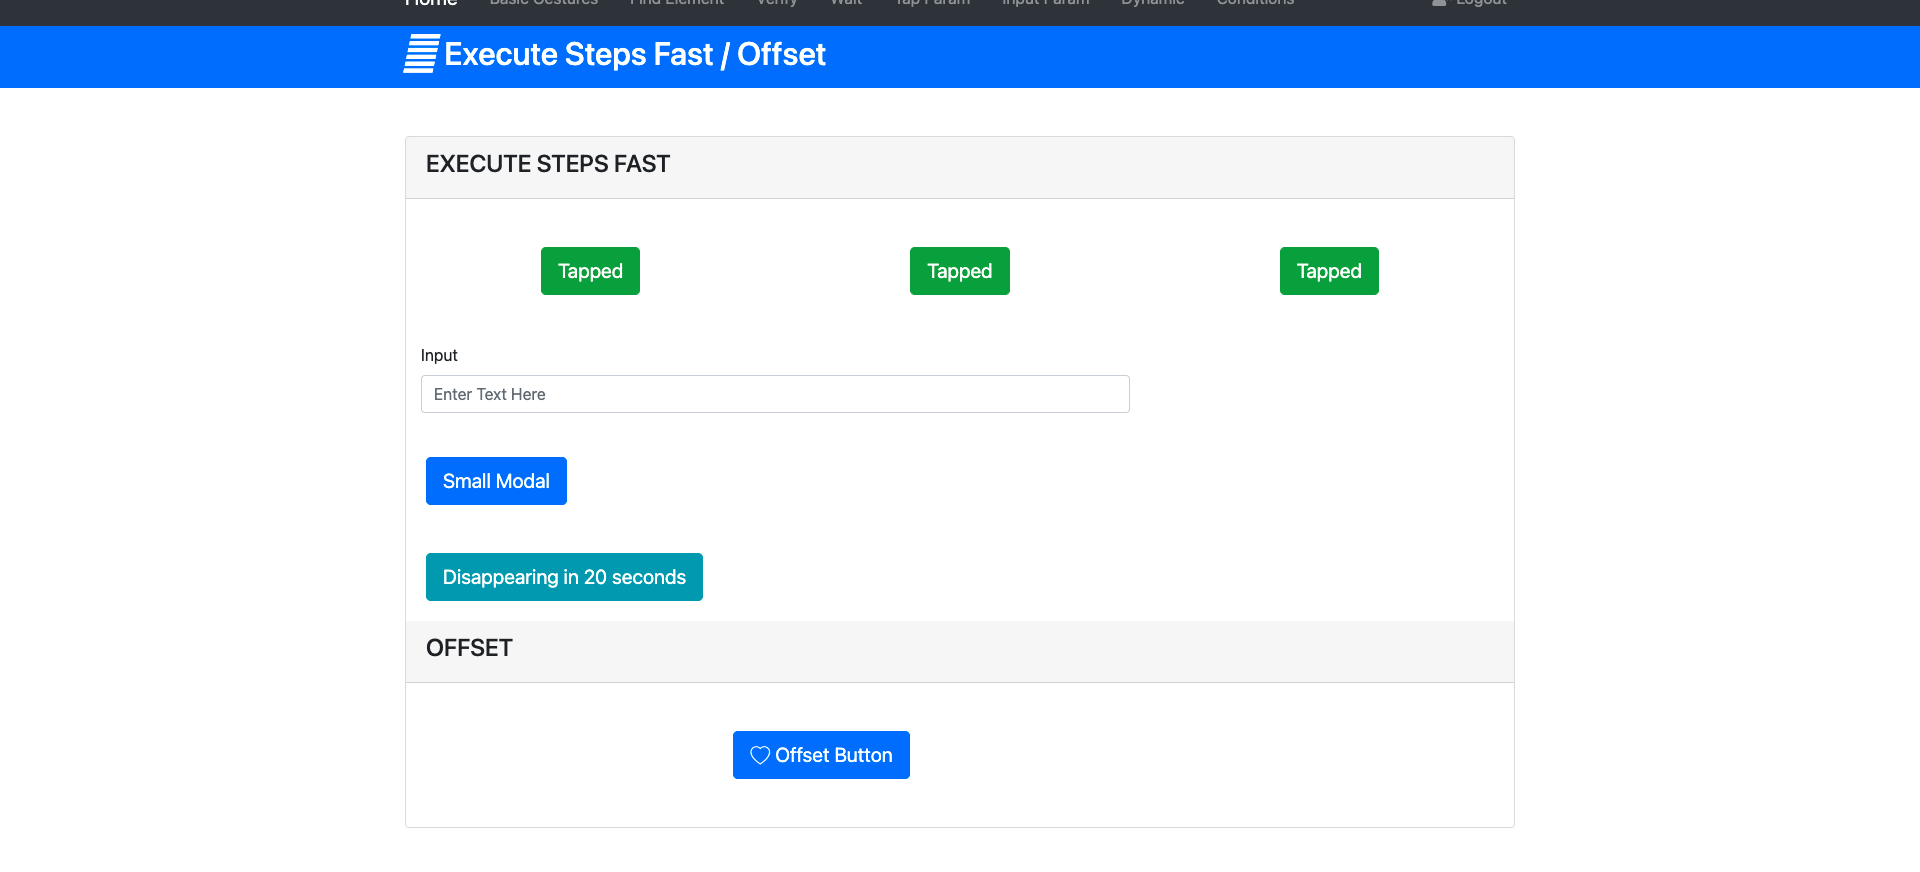 Home Basic Gestures Find Element Verify Wait Tap Param Input Param Dynamic Conditions Logout
Execute Steps Fast / Offset
EXECUTE STEPS FAST
Tapped Tapped Tapped
Input
Enter Text Here
Small Modal
Disappearing in 20 seconds
OFFSET
Offset Button